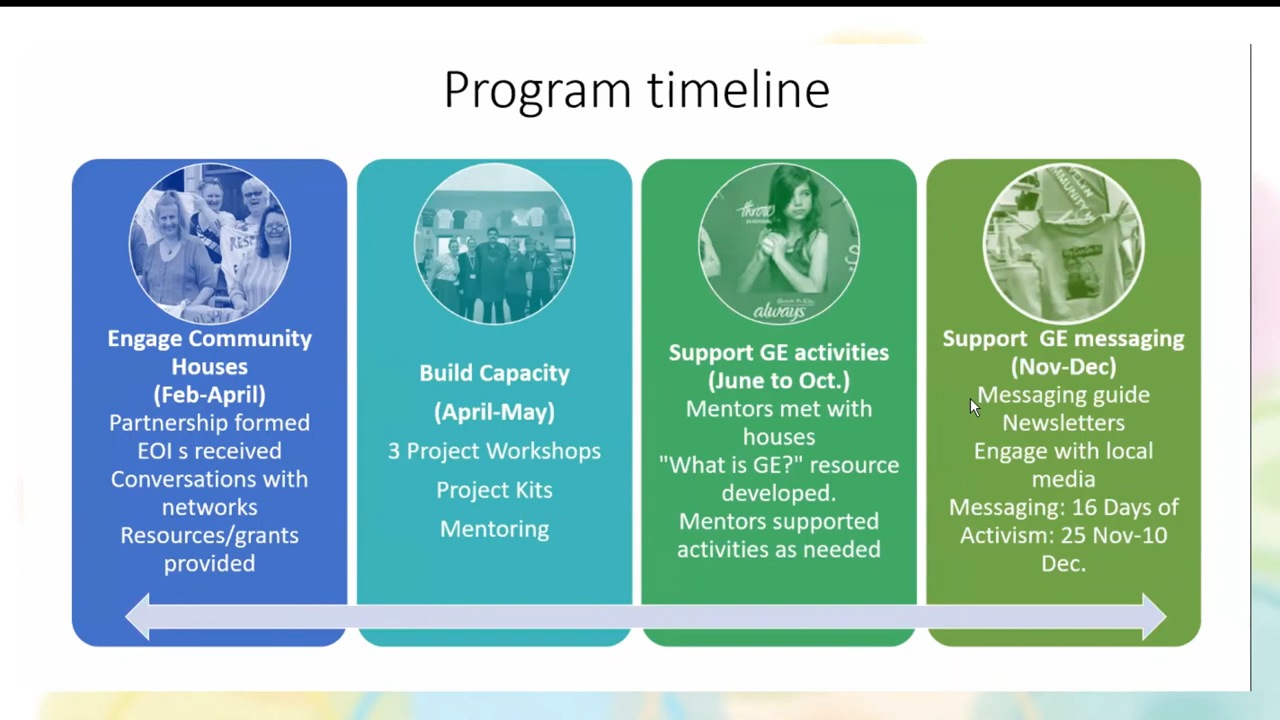 Program timeline
Engage Community
Houses
(Feb-April)
Partnership formed
EOI s received
Conversations with
networks
Resources/grants
provided
Build Capacity
(April-May)
3 Project Workshops
Project Kits
Mentoring
always
Support GE activities
(June to Oct.)
Mentors met with
houses
"What is GE?" resource
developed.
Mentors supported
activities as needed
Support  GE messaging
(Nov-Dec)
Messaging guide
Newsletters
Engage with local
media
Messaging: 16 Days of
Activism: 25 Nov-10
Dec.